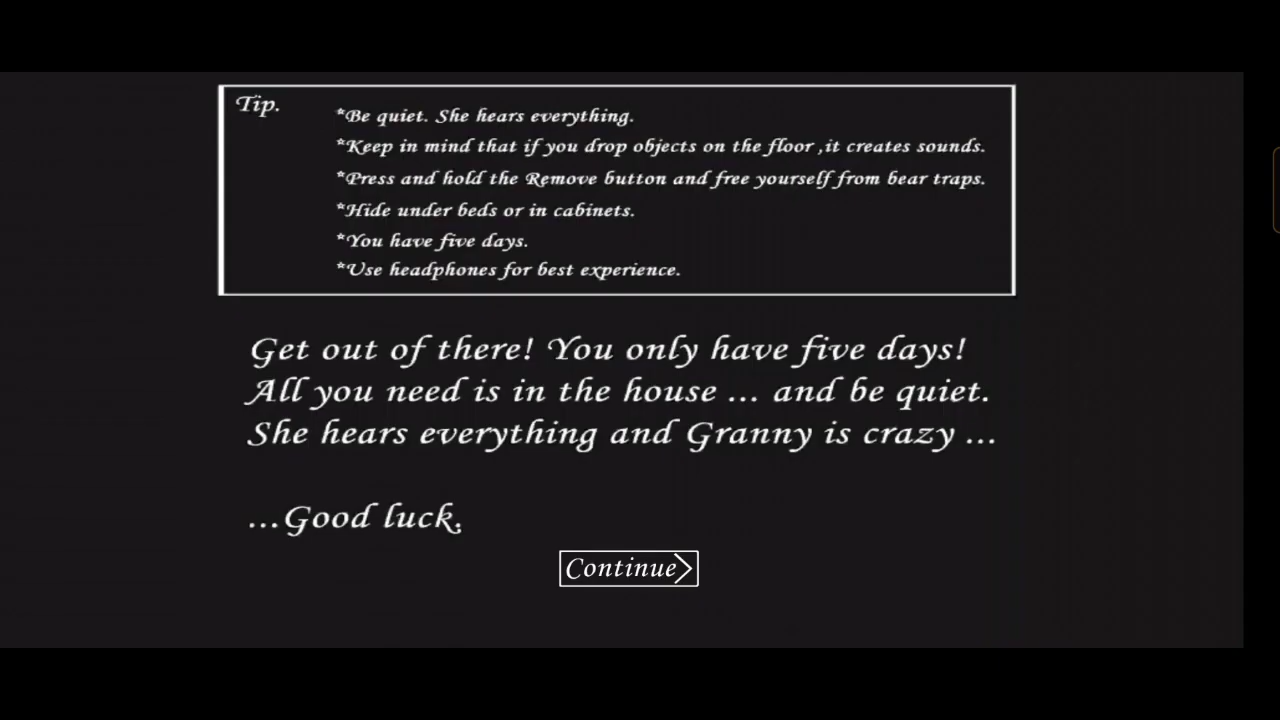 Tip.
*Be quiet. She hears everything.
*Keep in mind that if you drop objects on the floor ,it creates sounds.
*Press and hold the Remove button and free yourself from bear traps.
*Hide under beds or in cabinets.
*You have five days.
*Use headphones for best experience.
Get out of there! You only have five days!
All you need is in the house ... and be quiet.
She hears everything and Granny is crazy ...
...Good luck.
Continue